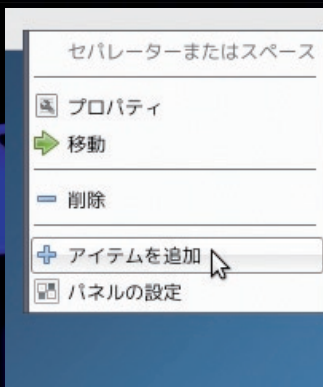 セパレーターまたはスペース
プロパティ
移動
削除
アイテムを追加
パネルの設定